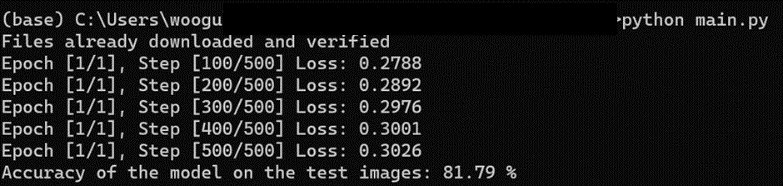 (base) C:\Users\woogu >python main.py
Files already downloaded and verified
Epoch [1/1], Step [100/500] Loss: 0.2788
Epoch [1/1], Step [200/500] Loss: 0.2892
Epoch [1/1], Step [300/500] Loss: 0.2976
Epoch [1/1], Step [400/500] Loss: 0.3001
Epoch [1/1], Step [500/500] Loss: 0.3026
Accuracy of the model on the test images: 81.79 %